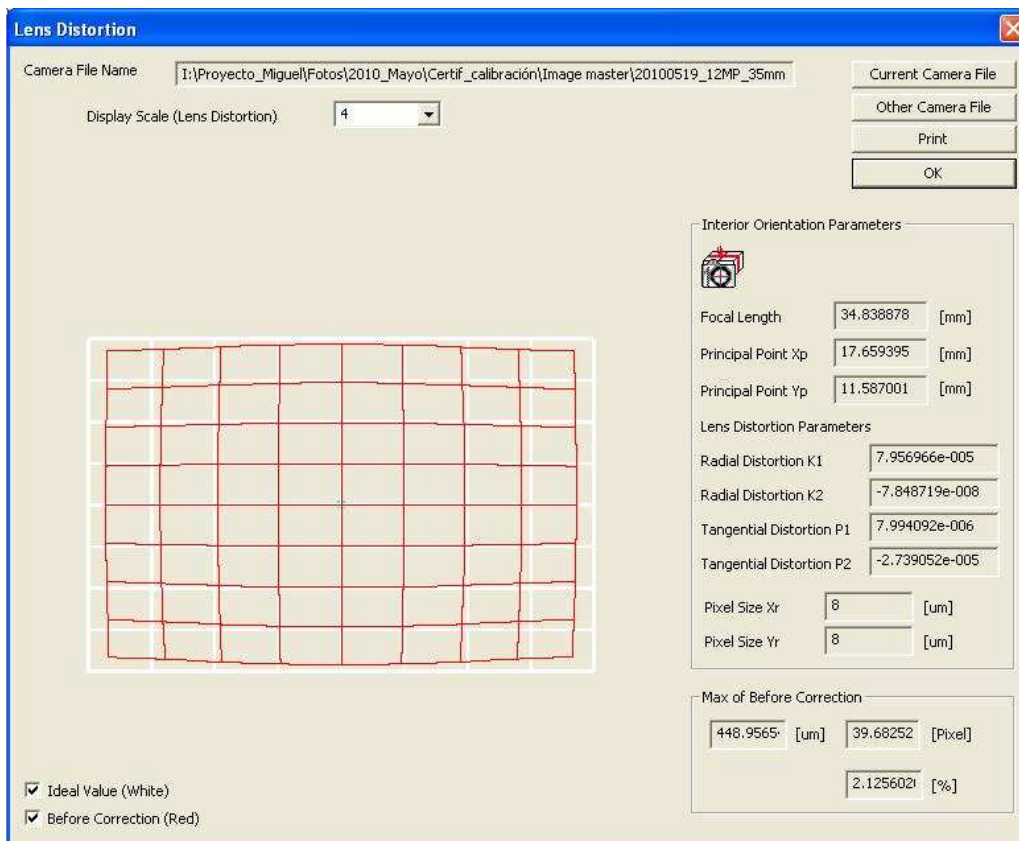 Lens Distortion
Camera File Name
I:\Proyecto_Miguel\Fotos\2010_Mayo\Certif_calibración\Image master\20100519_12MP_35mm
Current Camera File
Display Scale (Lens Distortion)
4
Other Camera File
Print
OK
Interior Orientation Parameters
Focal Length 34.838878 [mm]
Principal Point Xp 17.659395 [mm]
Principal Point Yp 11.587001 [mm]
Lens Distortion Parameters
Radial Distortion K1 7.956966e-005
Radial Distortion K2 -7.848719e-008
Tangential Distortion P1 7.994092e-006
Tangential Distortion P2 -2.739052e-005
Pixel Size Xr 8 [um]
Pixel Size Yr 8 [um]
Max of Before Correction
448.9565 [um] 39.68252 [Pixel]
2.125602 [%]
Ideal Value (White)
Before Correction (Red)